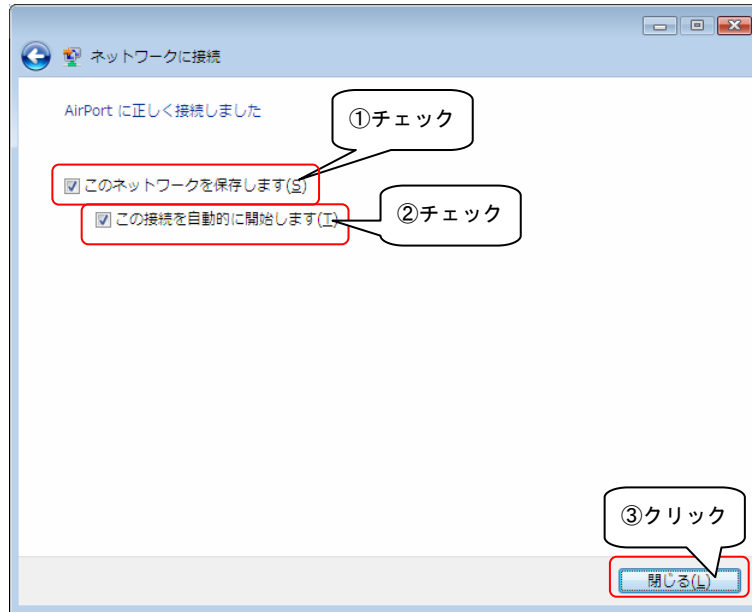 ネットワークに接続
AirPort に正しく接続しました
①チェック
このネットワークを保存します(S)
この接続を自動的に開始します(T)
②チェック
③クリック
閉じる(L)